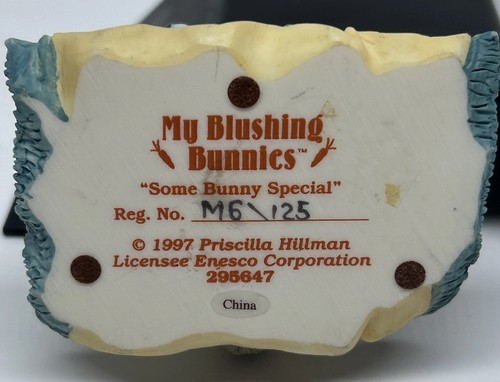 My Blushing
Bunnies™
"Some Bunny Special"
Reg. No. M6\125
© 1997 Priscilla Hillman
Licensee Enesco Corporation
295647
China